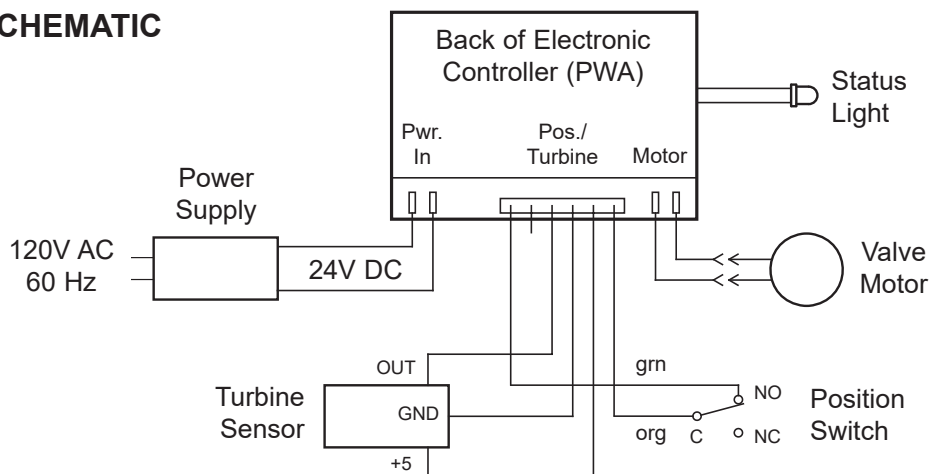 CHEMATIC
Back of Electronic
Controller (PWA)
Status
Light
Pwr.
In
Pos./
Turbine
Motor
Power
Supply
120V AC
60 Hz
24V DC
Valve
Motor
OUT
Turbine
Sensor
GND
+5
grn
org
C
NO
NC
Position
Switch